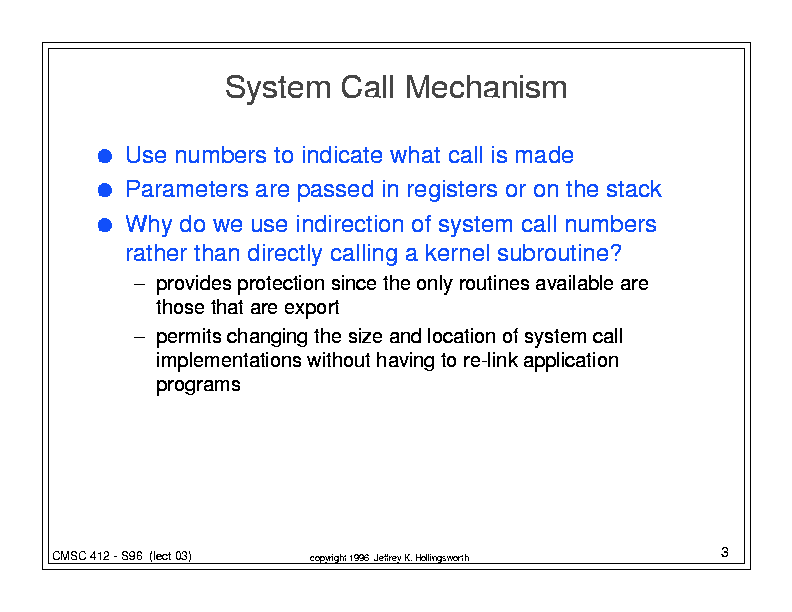 System Call Mechanism
● Use numbers to indicate what call is made
● Parameters are passed in registers or on the stack
● Why do we use indirection of system call numbers
rather than directly calling a kernel subroutine?
– provides protection since the only routines available are
those that are export
– permits changing the size and location of system call
implementations without having to re-link application
programs
CMSC 412 - S96 (lect 03)
copyright 1996 Jeffrey K. Hollingsworth
3